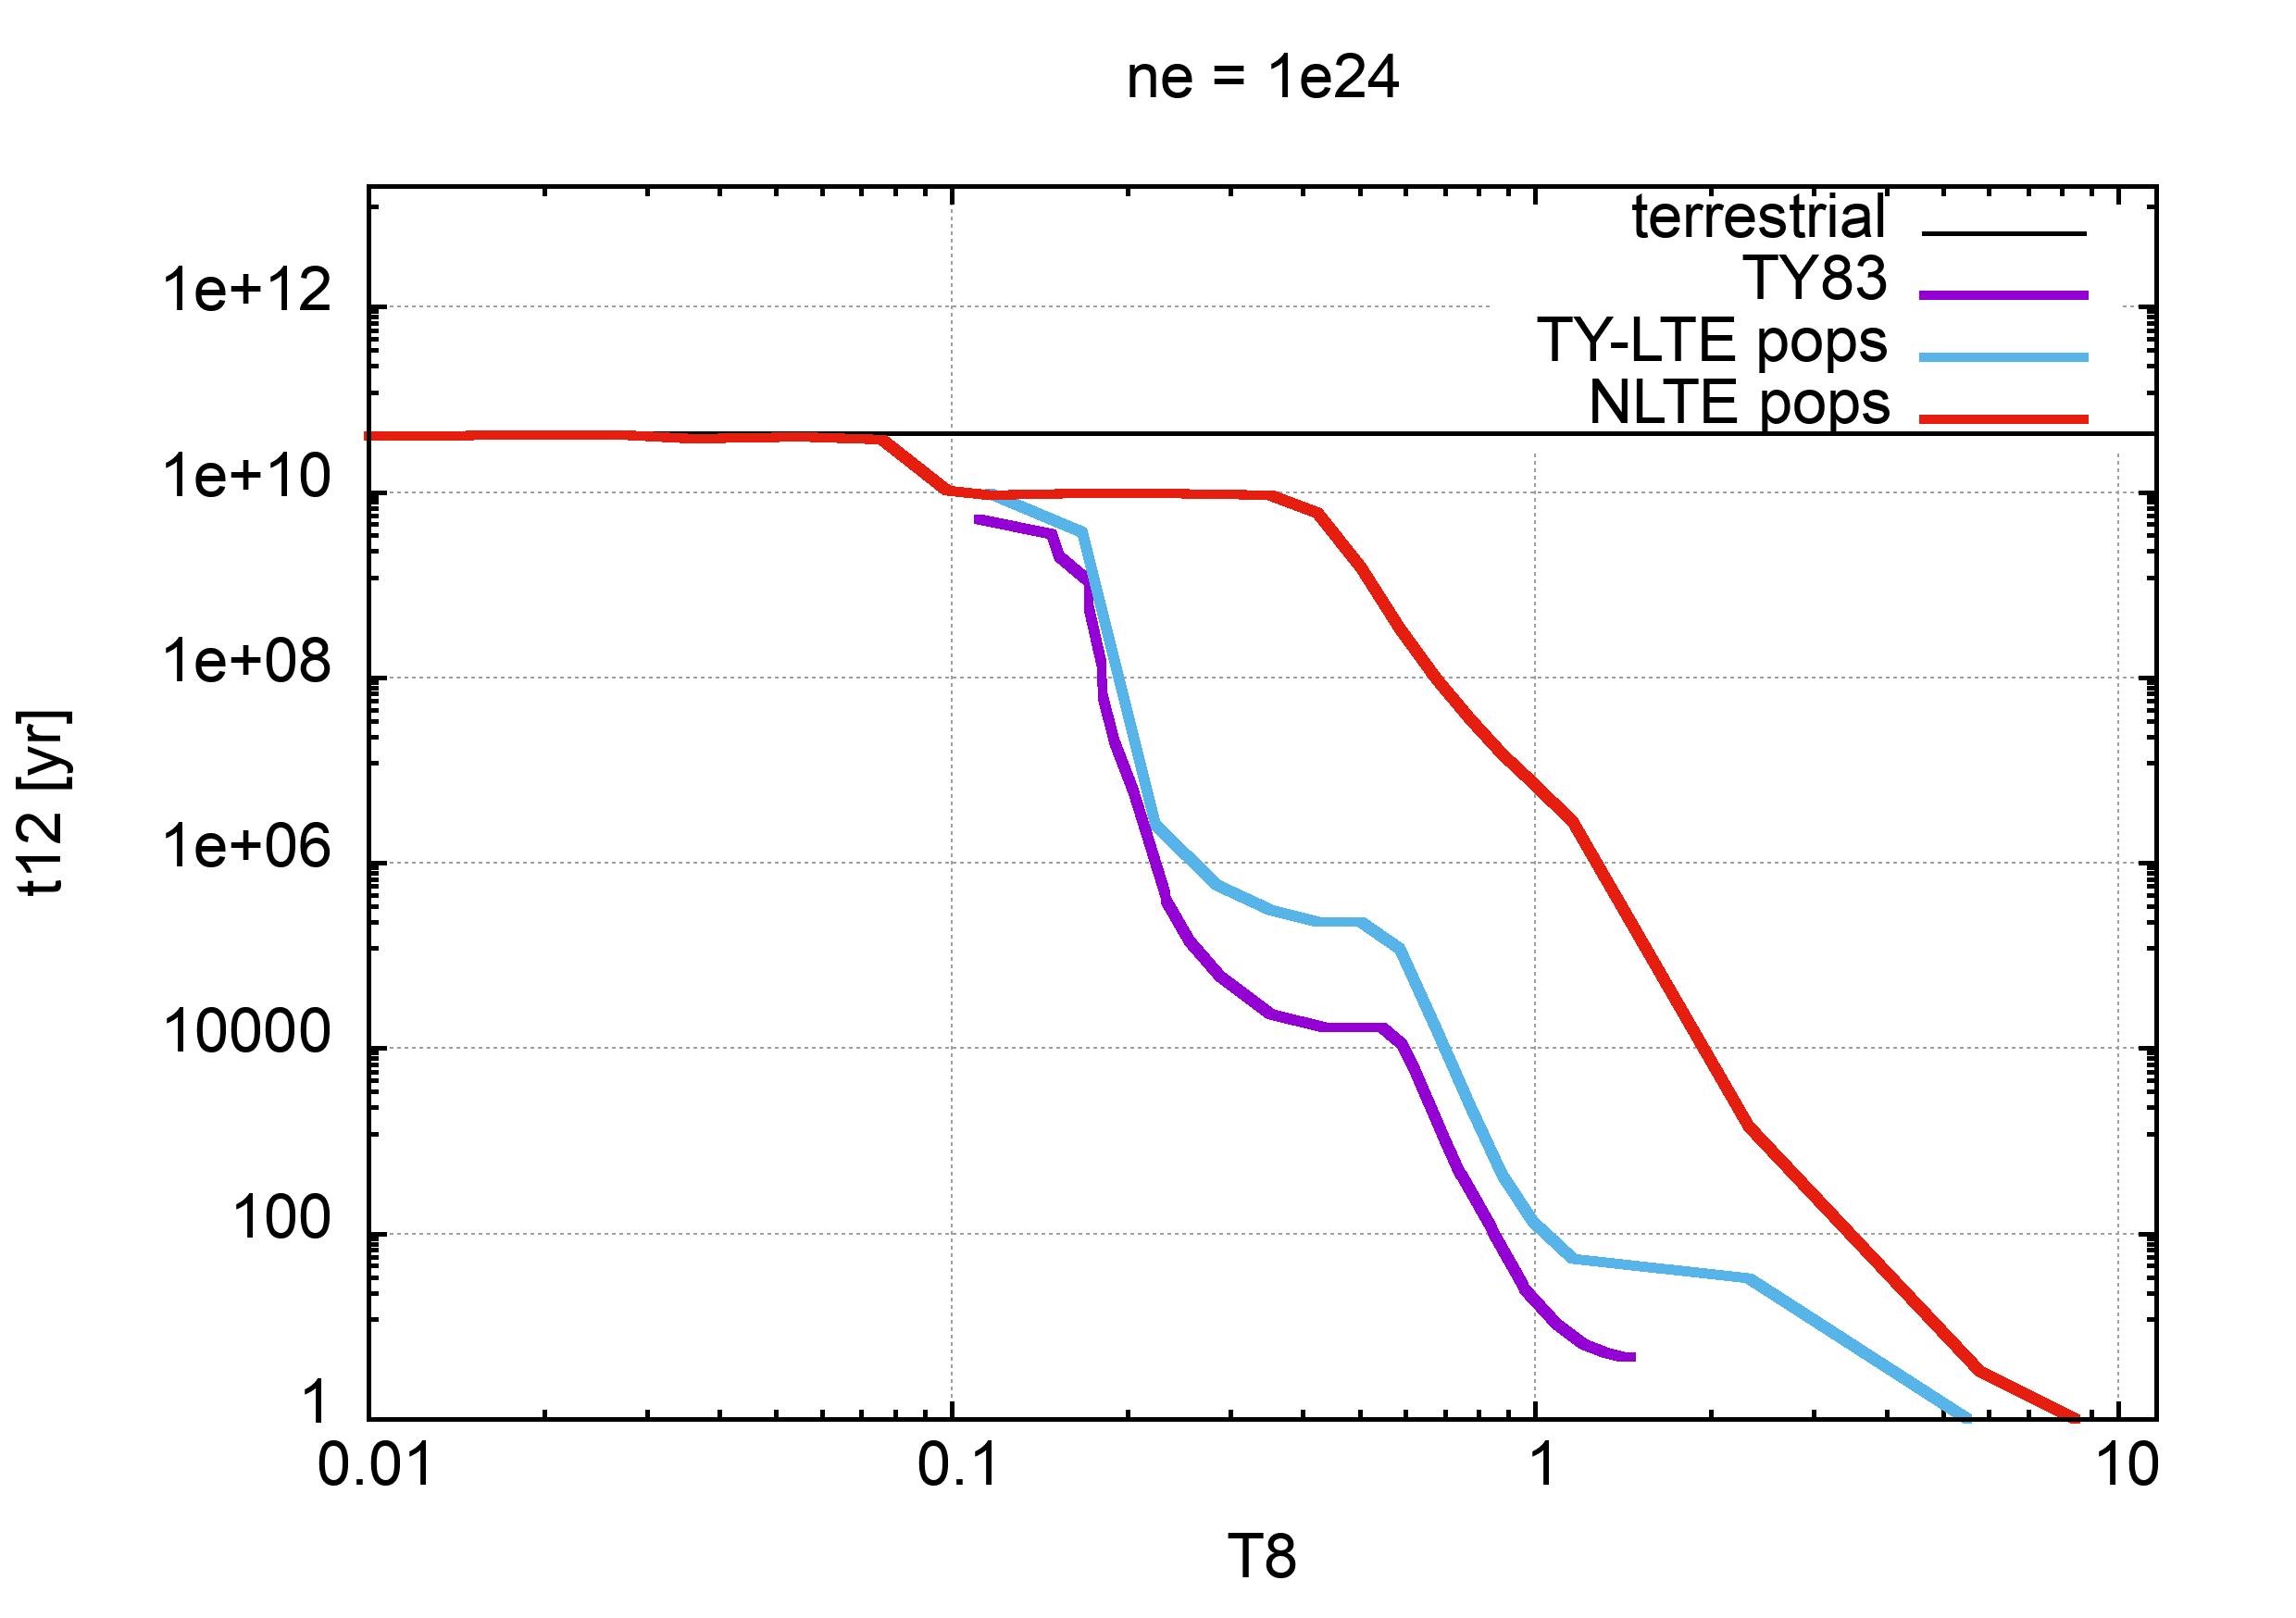 ne = 1e24
terrestrial
TY83
TY-LTE pops
NLTE pops
1e+12
1e+10
1e+08
1e+06
10000
100
1
t12 [yr]
0.01 0.1 1 10
T8